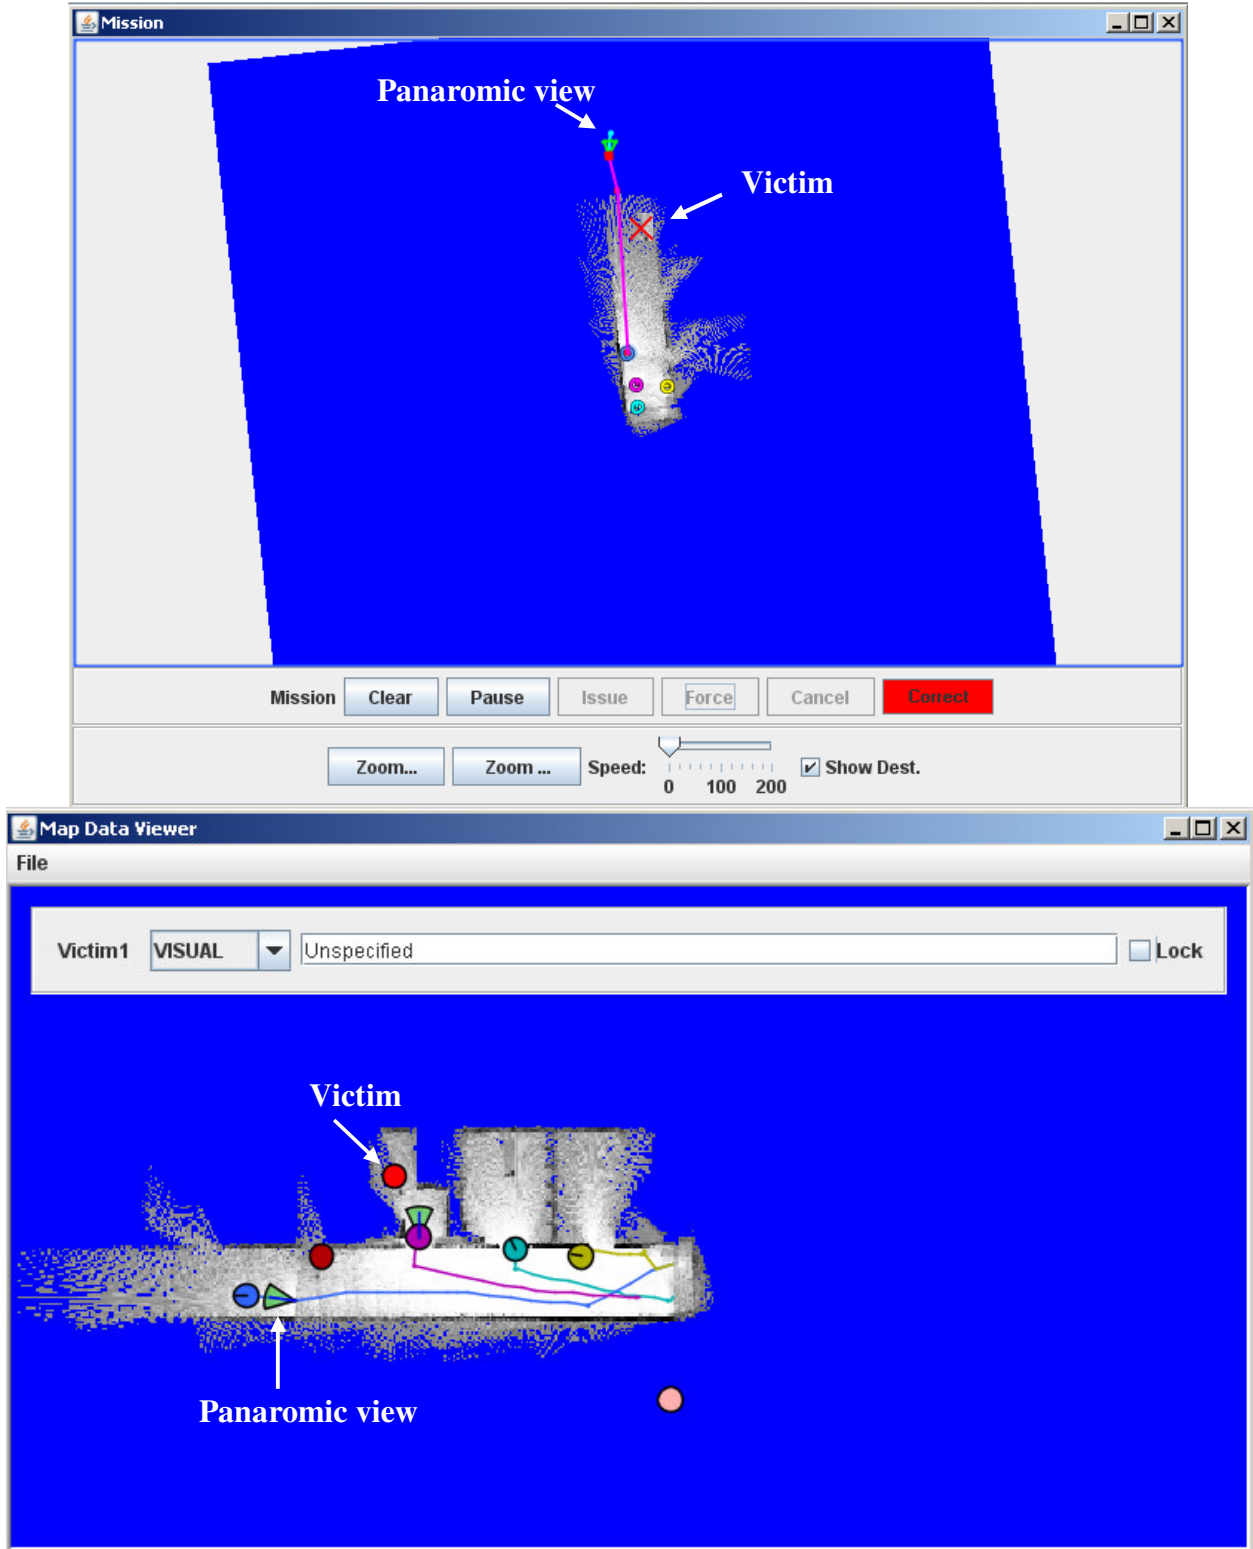 Mission
Panaromic view
Victim
Mission Clear Pause Issue Force Cancel Correct
Zoom... Zoom ... Speed: 0 100 200 Show Dest.
Map Data Viewer
File
Victim1 VISUAL Unspecified Lock
Victim
Panaromic view